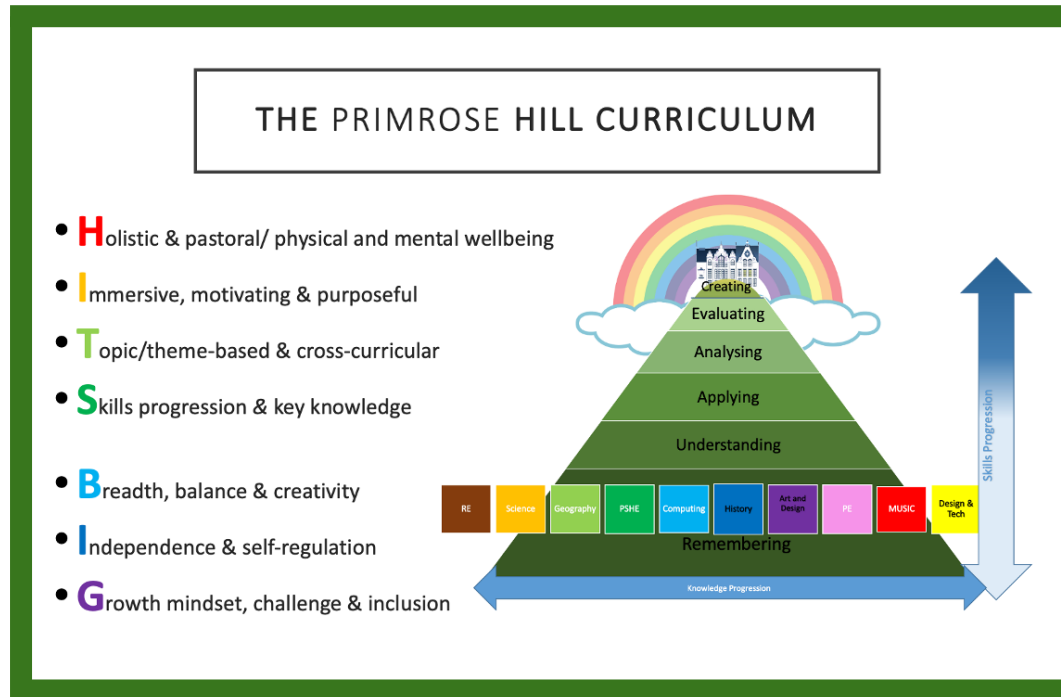 THE PRIMROSE HILL CURRICULUM
• Holistic & pastoral/ physical and mental wellbeing
• Immersive, motivating & purposeful
• Topic/theme-based & cross-curricular
• Skills progression & key knowledge
• Breadth, balance & creativity
• Independence & self-regulation
• Growth mindset, challenge & inclusion
Creating
Evaluating
Analysing
Applying
Understanding
RE
Science
Geography
PSHE
Computing
History
Art and
Design
PE
MUSIC
Design &
Tech
Remembering
Knowledge Progression
Skills Progression